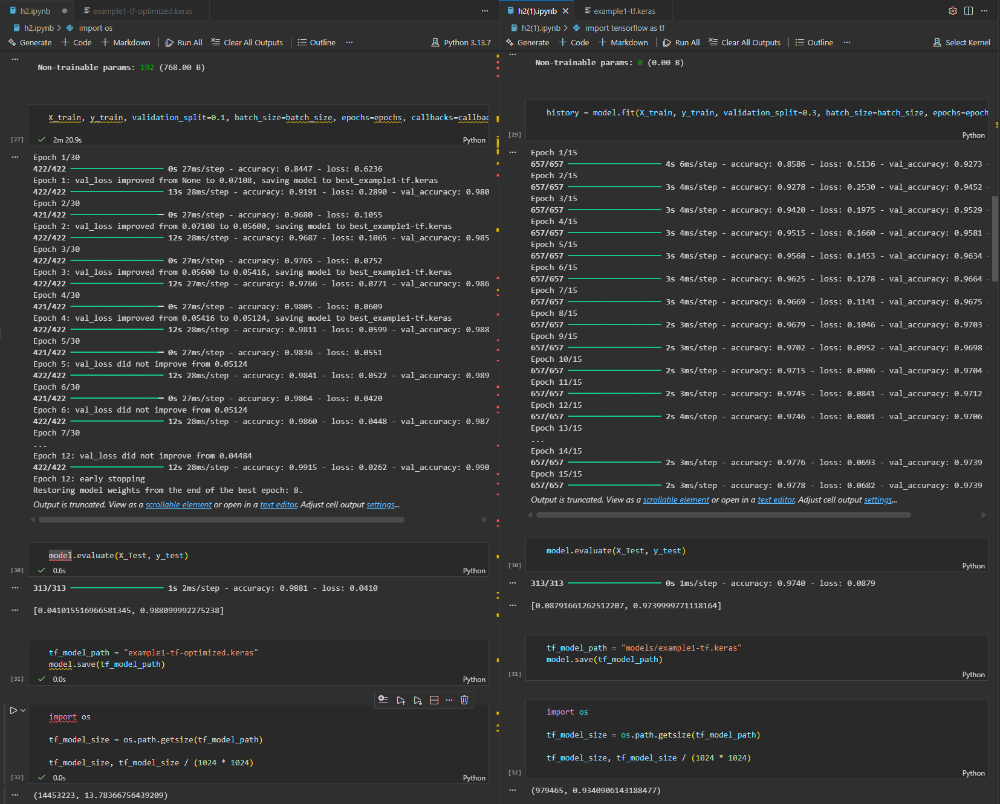 h2.ipynb
example1-tf-optimized.keras
h2.ipynb > import os
Generate + Code + Markdown | Run All Clear All Outputs | Outline ... Python 3.13.7
Non-trainable params: 192 (768.00 B)
X_train, y_train, validation_split=0.1, batch_size=batch_size, epochs=epochs, callbacks=callbac
[27] 2m 20.9s Python
Epoch 1/30
422/422 0s 27ms/step - accuracy: 0.8447 - loss: 0.6236
Epoch 1: val_loss improved from None to 0.07108, saving model to best_example1-tf.keras
422/422 13s 28ms/step - accuracy: 0.9191 - loss: 0.2890 - val_accuracy: 0.980
Epoch 2/30
421/422 0s 27ms/step - accuracy: 0.9680 - loss: 0.1055
Epoch 2: val_loss improved from 0.07108 to 0.05600, saving model to best_example1-tf.keras
422/422 12s 28ms/step - accuracy: 0.9687 - loss: 0.1065 - val_accuracy: 0.985
Epoch 3/30
422/422 0s 27ms/step - accuracy: 0.9765 - loss: 0.0752
Epoch 3: val_loss improved from 0.05600 to 0.05416, saving model to best_example1-tf.keras
422/422 12s 27ms/step - accuracy: 0.9766 - loss: 0.0771 - val_accuracy: 0.986
Epoch 4/30
421/422 0s 27ms/step - accuracy: 0.9805 - loss: 0.0609
Epoch 4: val_loss improved from 0.05416 to 0.05124, saving model to best_example1-tf.keras
422/422 12s 28ms/step - accuracy: 0.9811 - loss: 0.0599 - val_accuracy: 0.988
Epoch 5/30
421/422 0s 27ms/step - accuracy: 0.9836 - loss: 0.0551
Epoch 5: val_loss did not improve from 0.05124
422/422 12s 28ms/step - accuracy: 0.9841 - loss: 0.0522 - val_accuracy: 0.989
Epoch 6/30
421/422 0s 27ms/step - accuracy: 0.9864 - loss: 0.0420
Epoch 6: val_loss did not improve from 0.05124
422/422 12s 28ms/step - accuracy: 0.9860 - loss: 0.0448 - val_accuracy: 0.987
Epoch 7/30
...
Epoch 12: val_loss did not improve from 0.04484
422/422 12s 28ms/step - accuracy: 0.9915 - loss: 0.0262 - val_accuracy: 0.990
Epoch 12: early stopping
Restoring model weights from the end of the best epoch: 8.
Output is truncated. View as a scrollable element or open in a text editor. Adjust cell output settings...
model.evaluate(X_Test, y_test)
[30] 0.6s Python
313/313 1s 2ms/step - accuracy: 0.9881 - loss: 0.0410
[0.041015516966581345, 0.988099992275238]
tf_model_path = "example1-tf-optimized.keras"
model.save(tf_model_path)
[31] 0.0s Python
import os
tf_model_size = os.path.getsize(tf_model_path)
tf_model_size, tf_model_size / (1024 * 1024)
[32] 0.0s Python
(14453223, 13.78366756439209)
h2(1).ipynb
example1-tf.keras
h2(1).ipynb > import tensorflow as tf
Generate + Code + Markdown | Run All Clear All Outputs | Outline ... Select Kernel
Non-trainable params: 0 (0.00 B)
history = model.fit(X_train, y_train, validation_split=0.3, batch_size=batch_size, epochs=epoch
[29] Python
Epoch 1/15
657/657 4s 6ms/step - accuracy: 0.8586 - loss: 0.5136 - val_accuracy: 0.9273 -
Epoch 2/15
657/657 3s 4ms/step - accuracy: 0.9278 - loss: 0.2530 - val_accuracy: 0.9452 -
Epoch 3/15
657/657 3s 4ms/step - accuracy: 0.9420 - loss: 0.1975 - val_accuracy: 0.9529 -
Epoch 4/15
657/657 3s 4ms/step - accuracy: 0.9515 - loss: 0.1660 - val_accuracy: 0.9581 -
Epoch 5/15
657/657 3s 4ms/step - accuracy: 0.9568 - loss: 0.1453 - val_accuracy: 0.9634 -
Epoch 6/15
657/657 3s 4ms/step - accuracy: 0.9625 - loss: 0.1278 - val_accuracy: 0.9664 -
Epoch 7/15
657/657 3s 4ms/step - accuracy: 0.9669 - loss: 0.1141 - val_accuracy: 0.9675 -
Epoch 8/15
657/657 2s 3ms/step - accuracy: 0.9679 - loss: 0.1046 - val_accuracy: 0.9703 -
Epoch 9/15
657/657 2s 3ms/step - accuracy: 0.9702 - loss: 0.0952 - val_accuracy: 0.9698 -
Epoch 10/15
657/657 2s 3ms/step - accuracy: 0.9715 - loss: 0.0906 - val_accuracy: 0.9704 -
Epoch 11/15
657/657 2s 3ms/step - accuracy: 0.9745 - loss: 0.0841 - val_accuracy: 0.9712 -
Epoch 12/15
657/657 2s 4ms/step - accuracy: 0.9746 - loss: 0.0801 - val_accuracy: 0.9706 -
Epoch 13/15
...
Epoch 14/15
657/657 2s 3ms/step - accuracy: 0.9776 - loss: 0.0693 - val_accuracy: 0.9739 -
Epoch 15/15
657/657 2s 3ms/step - accuracy: 0.9778 - loss: 0.0682 - val_accuracy: 0.9739 -
Output is truncated. View as a scrollable element or open in a text editor. Adjust cell output settings...
model.evaluate(X_Test, y_test)
[30] Python
313/313 0s 1ms/step - accuracy: 0.9740 - loss: 0.0879
[0.08791661262512207, 0.9739999771118164]
tf_model_path = "models/example1-tf.keras"
model.save(tf_model_path)
[31] Python
import os
tf_model_size = os.path.getsize(tf_model_path)
tf_model_size, tf_model_size / (1024 * 1024)
[32] Python
(979465, 0.9340906143188477)